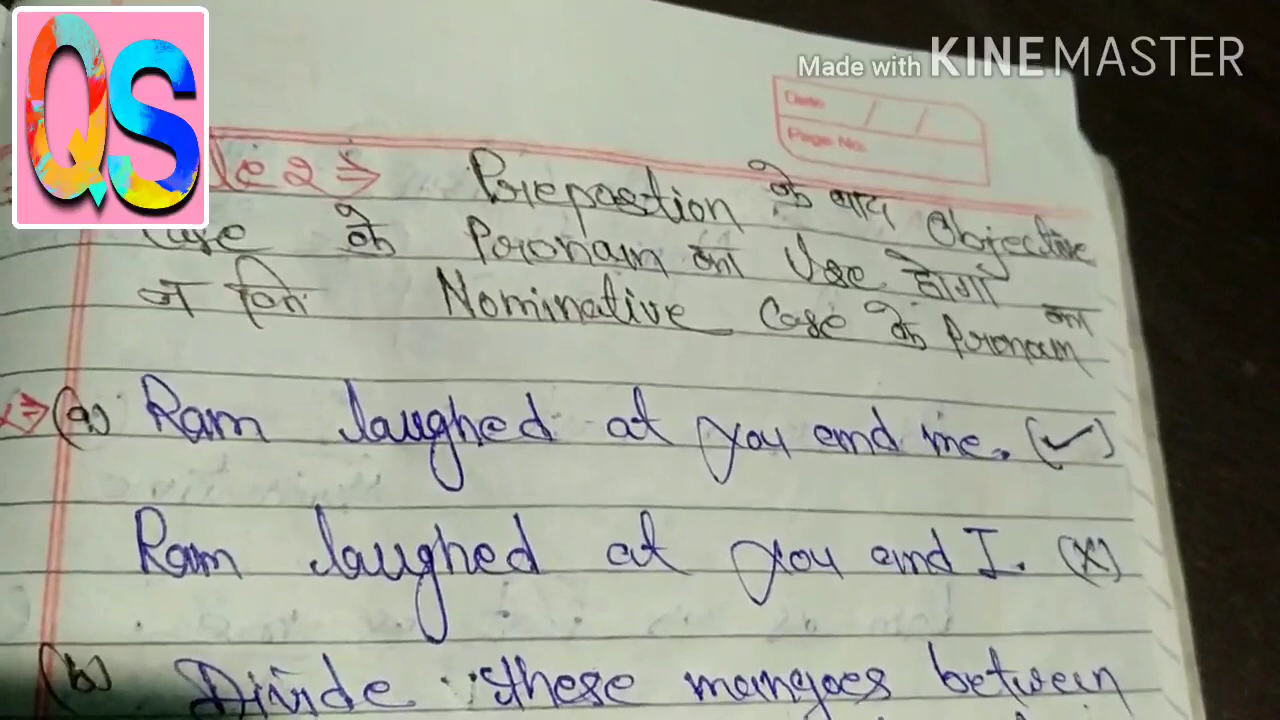 QS
Made with KINEMASTER
Date / /
Page No.
le 2 ⇒ Prepostion के बाद Objective
Case के Pronoun का Use होगा
न कि Nominative Case के Pronoun का
(a) Ram laughed at you and me. (✓)
Ram laughed at you and I. (x)
(b) Divide these mangoes between